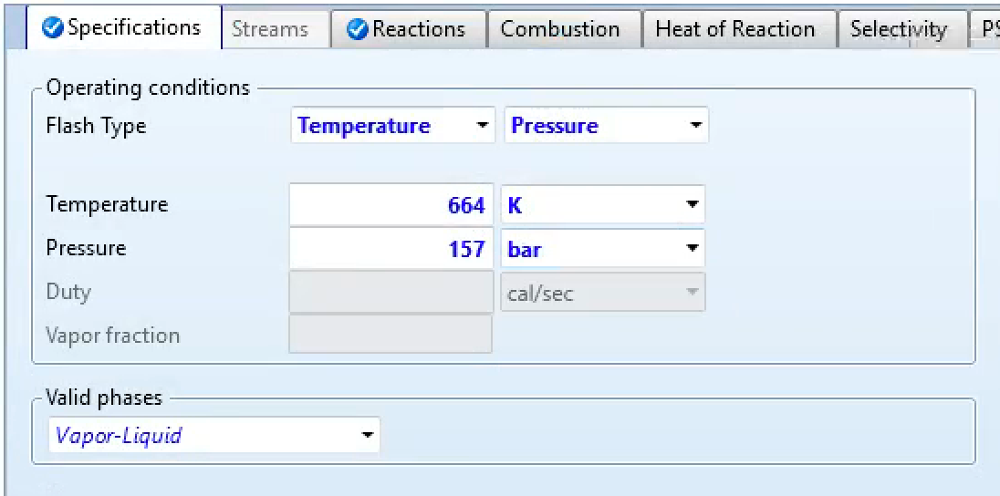 Specifications Streams Reactions Combustion Heat of Reaction Selectivity PS
Operating conditions
Flash Type Temperature Pressure
Temperature 664 K
Pressure 157 bar
Duty cal/sec
Vapor fraction
Valid phases
Vapor-Liquid